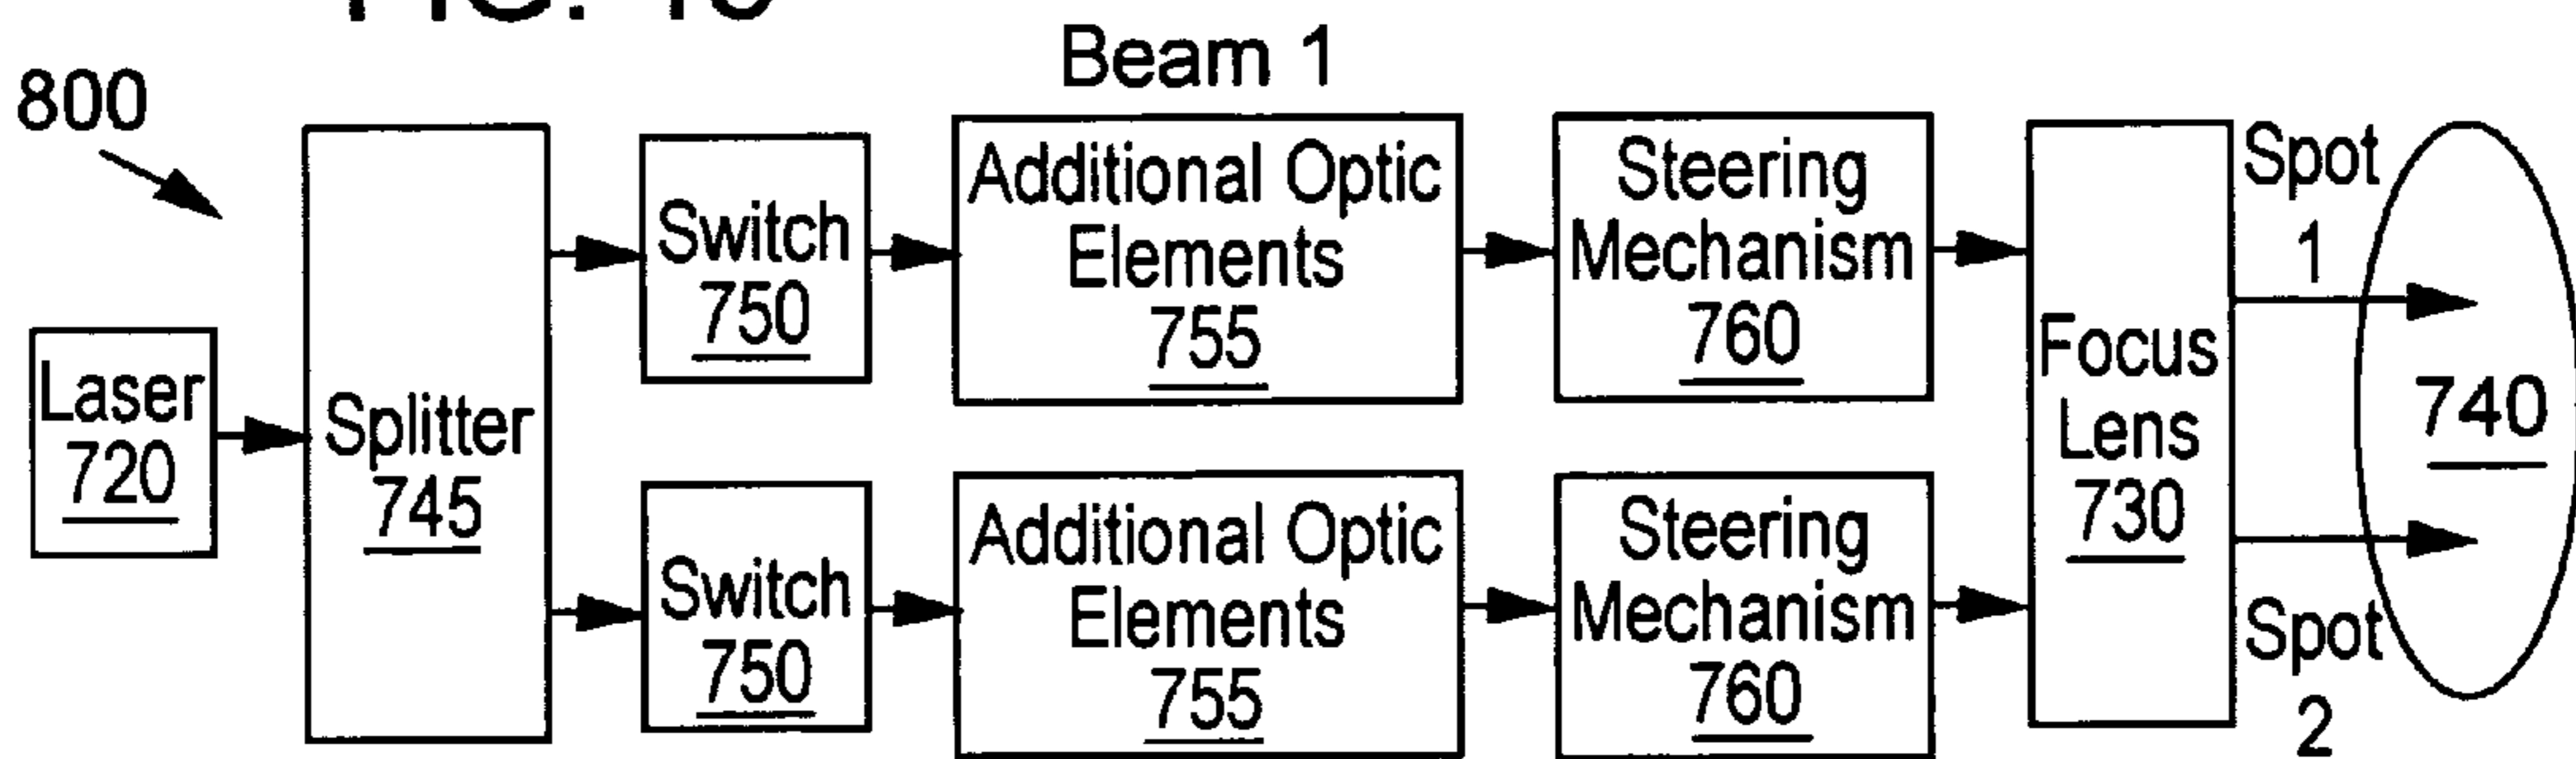 Beam 1
800
Laser
720
Splitter
745
Switch
750
Additional Optic
Elements
755
Steering
Mechanism
760
Switch
750
Additional Optic
Elements
755
Steering
Mechanism
760
Focus
Lens
730
Spot
1
740
Spot
2